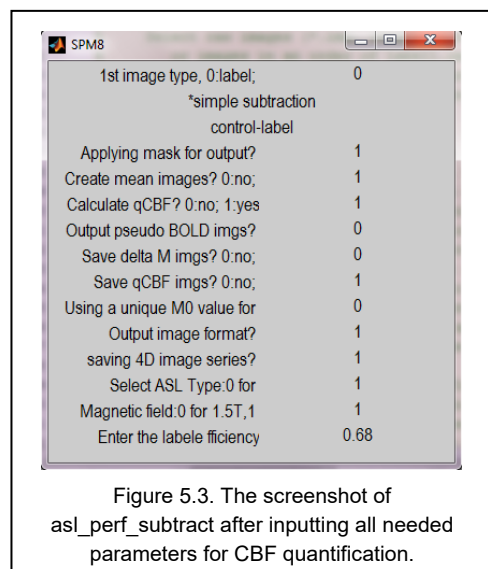 SPM8
1st image type, 0:label; 0
*simple subtraction
control-label
Applying mask for output? 1
Create mean images? 0:no; 1
Calculate qCBF? 0:no; 1:yes 1
Output pseudo BOLD imgs? 0
Save delta M imgs? 0:no; 0
Save qCBF imgs? 0:no; 1
Using a unique M0 value for 0
Output image format? 1
saving 4D image series? 1
Select ASL Type:0 for 1
Magnetic field:0 for 1.5T,1 1
Enter the labele fficiency 0.68
Figure 5.3. The screenshot of
asl_perf_subtract after inputting all needed
parameters for CBF quantification.